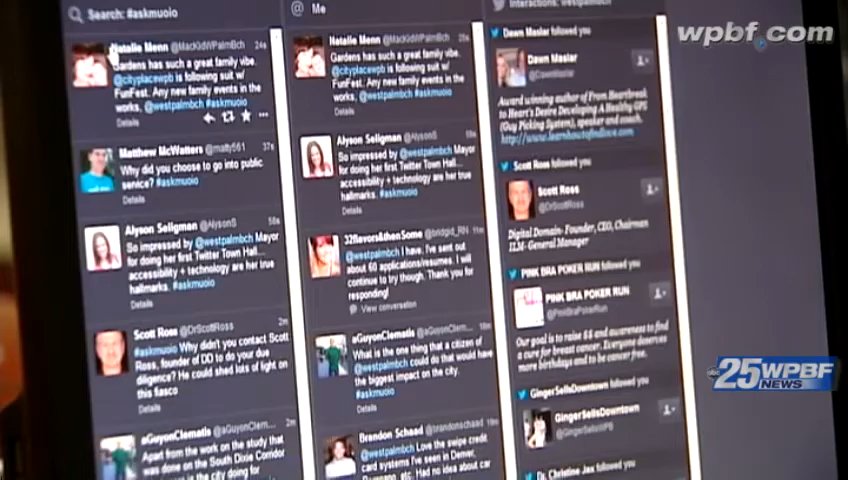 Search: #askmuoio
Natalie Menn @MackidWPalmBch 24s
Gardens has such a great family vibe.
@cityplacewpb is following suit w/
FunFest. Any new family events in the
works, @westpalmbch #askmuoio
Details
Matthew McWatters @matty561 37s
Why did you choose to go into public
service? #askmuoio
Details
Alyson Seligman @AlysonS 58s
So impressed by @westpalmbch Mayor
for doing her first Twitter Town Hall...
accessibility + technology are her true
hallmarks. #askmuoio
Details
Scott Ross @DrScottRoss 2m
#askmuoio Why didn't you contact Scott
Ross, founder of DD to do your due
diligence? He could shed lots of light on
this fiasco
Details
aGuyonClematis @aGuyonClem... 2m
Apart from the work on the study that
was done on the South Dixie Corridor
is the city doing for
@ Me
Natalie Menn @MackidWPalmBch
Gardens has such a great family vibe.
@cityplacewpb is following suit w/
FunFest. Any new family events in the
works, @westpalmbch #askmuoio
Details
Alyson Seligman @AlysonS
So impressed by @westpalmbch Mayor
for doing her first Twitter Town Hall...
accessibility + technology are her true
hallmarks. #askmuoio
Details
32flavors&thenSome @bridgid_RN
@westpalmbch I have, I've sent out
about 60 applications/resumes. I will
continue to try though. Thank you for
responding!
View conversation
aGuyonClematis @aGuyonClem...
What is the one thing that a citizen of
@westpalmbch could do that would have
the biggest impact on the city.
#askmuoio
Details
Brandon Schaad @brandonschaad
@westpalmbch Love the swipe credit
card systems I've seen in Denver,
etc. Had no idea about car
Interactions: westpalmbch
Dawn Maslar followed you
Dawn Maslar
@DawnMaslar
Award winning author of From Heartbreak
to Heart's Desire Developing A Healthy GPS
(Guy Picking System), speaker and coach.
http://www.learnhowtofindlove.com
Scott Ross followed you
Scott Ross
@DrScottRoss
Digital Domain- Founder, CEO, Chairman
ILM- General Manager
PINK BRA POKER RUN followed you
PINK BRA POKER RUN
@PinkBraPokerRun
Our goal is to raise $$ and awareness to find
a cure for breast cancer. Everyone deserves
more birthdays and to be cancer free.
GingerSellsDowntown followed you
GingerSellsDowntown
@GingerSellsWPB
Dr. Christine Jax followed you
wpbf.com
abc 25 WPBF
NEWS